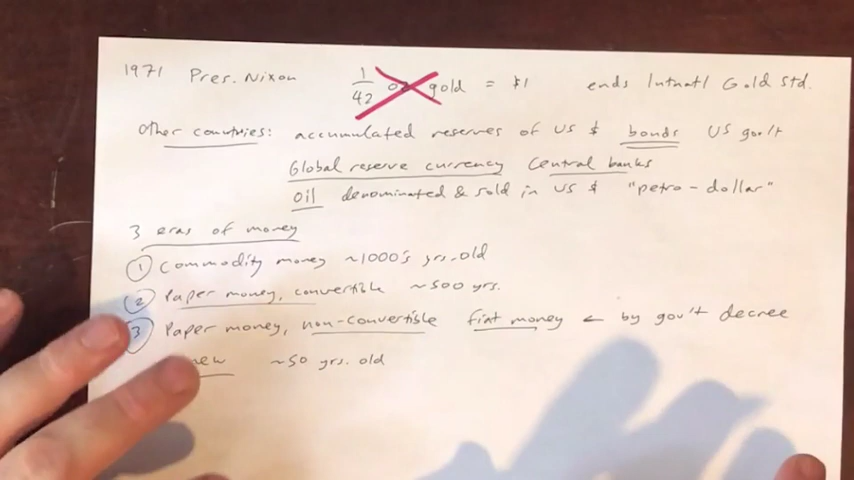 1971 Pres. Nixon 1/42 oz gold = $1 ends Intnat'l Gold Std.
Other countries: accumulated reserves of US $ bonds US gov't
Global reserve currency Central banks
Oil denominated & sold in US $ "petro-dollar"
3 eras of money
① Commodity money ~1000's yrs. old
② Paper money, convertible ~500 yrs.
③ Paper money, non-convertible fiat money ← by gov't decree
new ~50 yrs. old